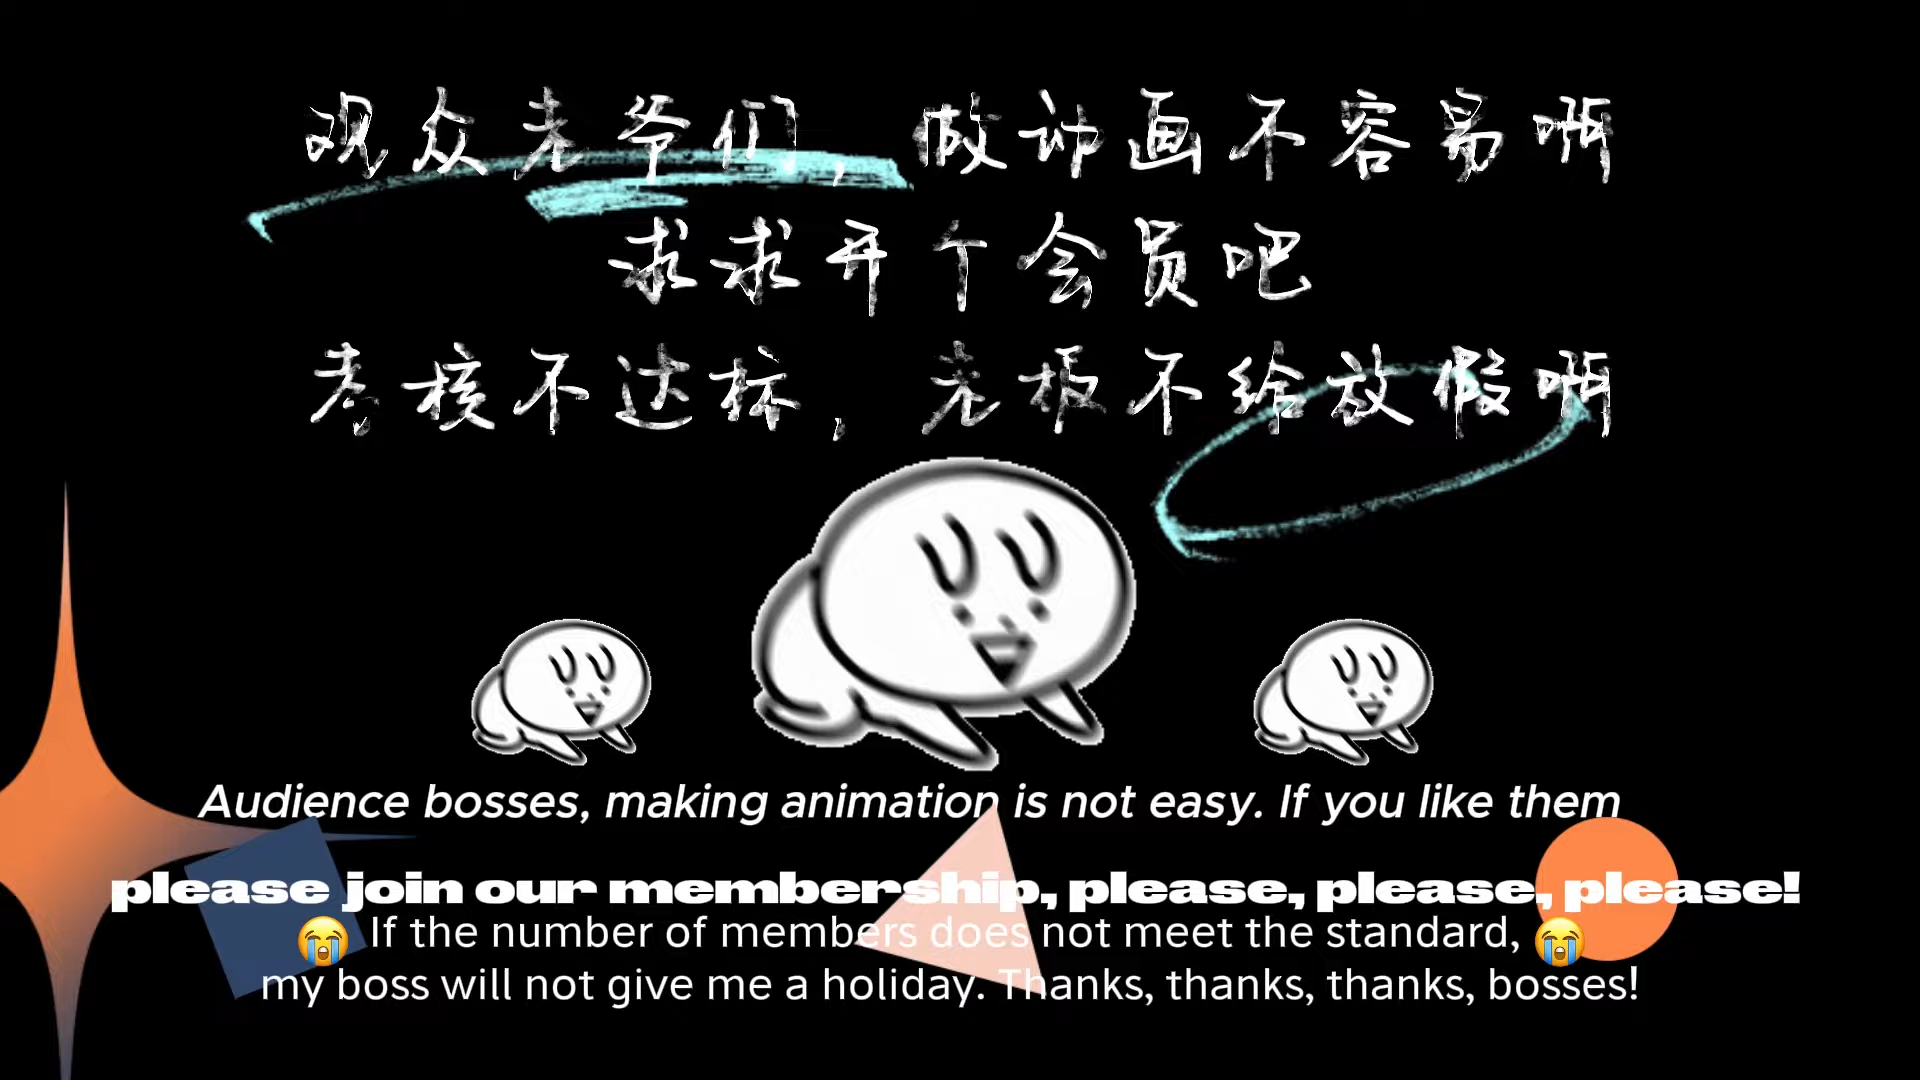 观众老爷们，做动画不容易啊
求求开个会员吧
考核不达标，老板不给放假啊
Audience bosses, making animation is not easy. If you like them
please join our membership, please, please, please!
😭 If the number of members does not meet the standard, 😭
my boss will not give me a holiday. Thanks, thanks, thanks, bosses!